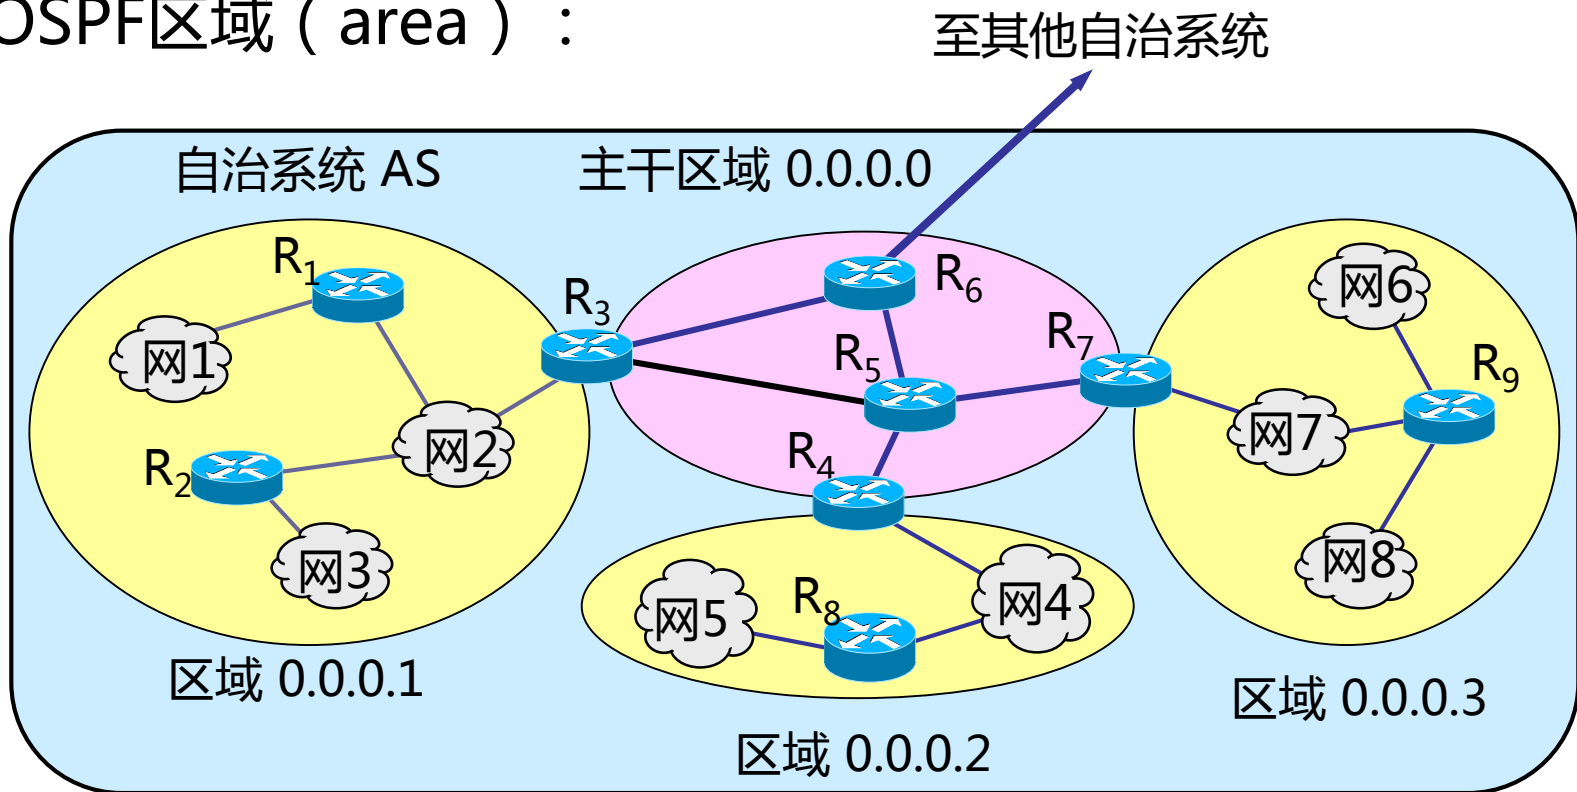 OSPF区域（area）：
至其他自治系统
自治系统 AS
主干区域 0.0.0.0
R1
R3
R6
网6
R5
R7
R9
网1
网2
R4
网7
R2
网3
网8
网5
R8
网4
区域 0.0.0.1
区域 0.0.0.3
区域 0.0.0.2